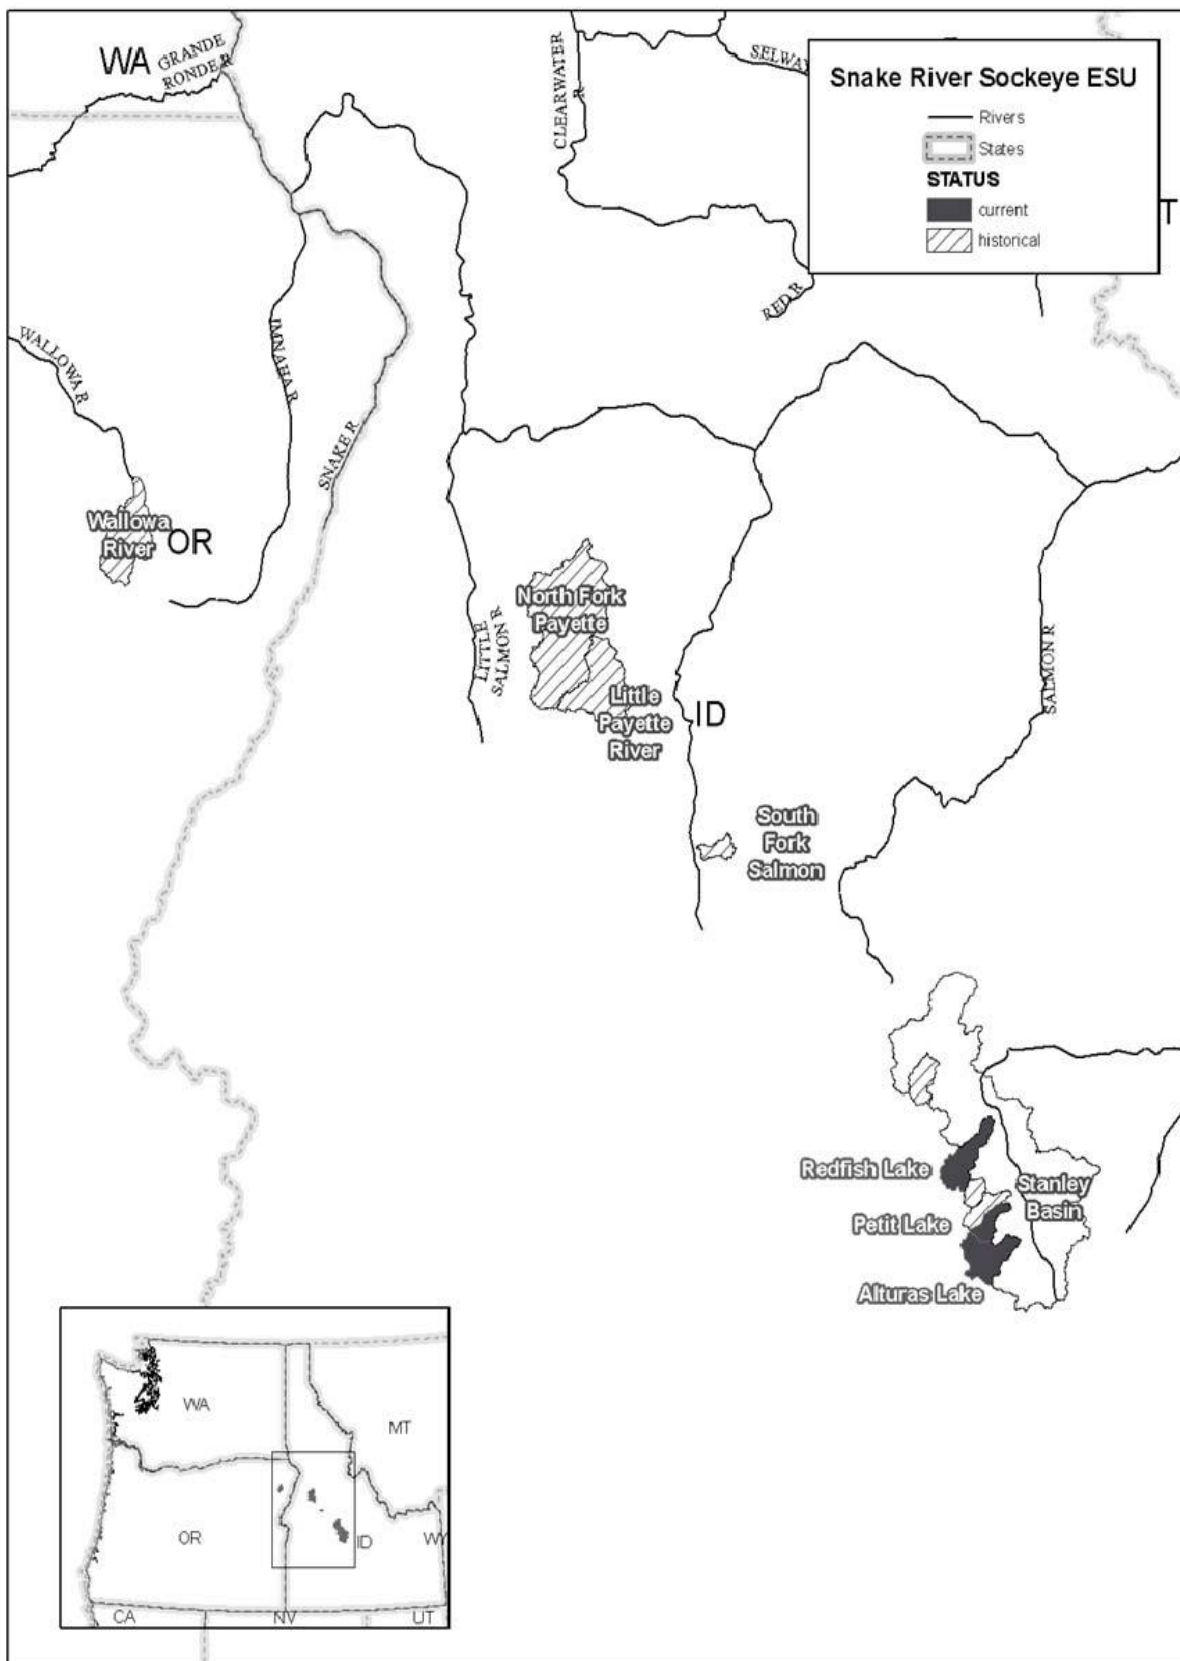 WA
GRANDE
RONDE R
CLEARWATER
R
SELWAY
Snake River Sockeye ESU
Rivers
States
STATUS
current
historical
T
RED R
WALLOWA R
IMNAHA R
SNAKE R
Wallowa
River
OR
North Fork
Payette
LITTLE
SALMON R
Little
Payette
River
ID
SALMON R
South
Fork
Salmon
Redfish Lake
Stanley
Basin
Petit Lake
Alturas Lake
WA
MT
OR
ID
WY
CA
NV
UT